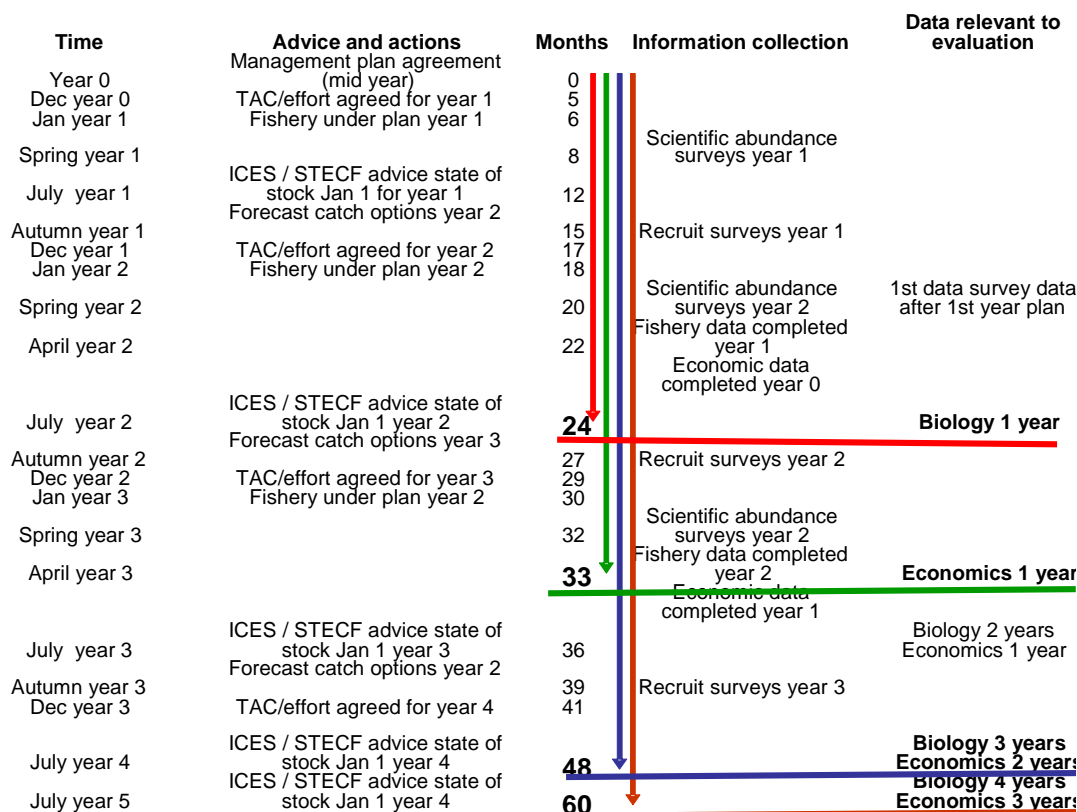 Data relevant to
Time Advice and actions Months Information collection evaluation
Management plan agreement
Year 0 (mid year) 0
Dec year 0 TAC/effort agreed for year 1 5
Jan year 1 Fishery under plan year 1 6
Scientific abundance
Spring year 1 8 surveys year 1
ICES / STECF advice state of
July year 1 stock Jan 1 for year 1 12
Forecast catch options year 2
Autumn year 1 15 Recruit surveys year 1
Dec year 1 TAC/effort agreed for year 2 17
Jan year 2 Fishery under plan year 2 18
Scientific abundance 1st data survey data
Spring year 2 20 surveys year 2 after 1st year plan
Fishery data completed
April year 2 22 year 1
Economic data
completed year 0
ICES / STECF advice state of
July year 2 stock Jan 1 year 2 24 Biology 1 year
Forecast catch options year 3
Autumn year 2 27 Recruit surveys year 2
Dec year 2 TAC/effort agreed for year 3 29
Jan year 3 Fishery under plan year 2 30
Scientific abundance
Spring year 3 32 surveys year 2
Fishery data completed
April year 3 33 year 2 Economics 1 year
Economic data
completed year 1
ICES / STECF advice state of Biology 2 years
July year 3 stock Jan 1 year 3 36 Economics 1 year
Forecast catch options year 2
Autumn year 3 39 Recruit surveys year 3
Dec year 3 TAC/effort agreed for year 4 41
ICES / STECF advice state of Biology 3 years
July year 4 stock Jan 1 year 4 48 Economics 2 years
ICES / STECF advice state of Biology 4 years
July year 5 stock Jan 1 year 4 60 Economics 3 years